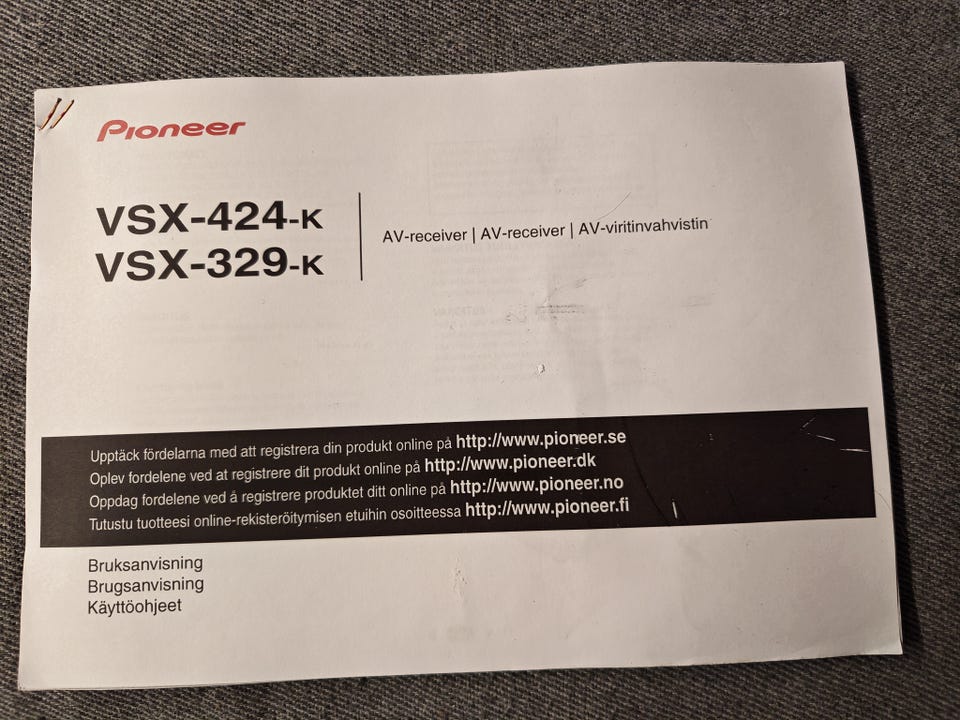 Pioneer
VSX-424-K
VSX-329-K
AV-receiver | AV-receiver | AV-viritinvahvistin
Upptäck fördelarna med att registrera din produkt online på http://www.pioneer.se
Oplev fordelene ved at registrere dit produkt online på http://www.pioneer.dk
Oppdag fordelene ved å registrere produktet ditt online på http://www.pioneer.no
Tutustu tuotteesi online-rekisteröitymisen etuihin osoitteessa http://www.pioneer.fi
Bruksanvisning
Brugsanvisning
Käyttöohjeet